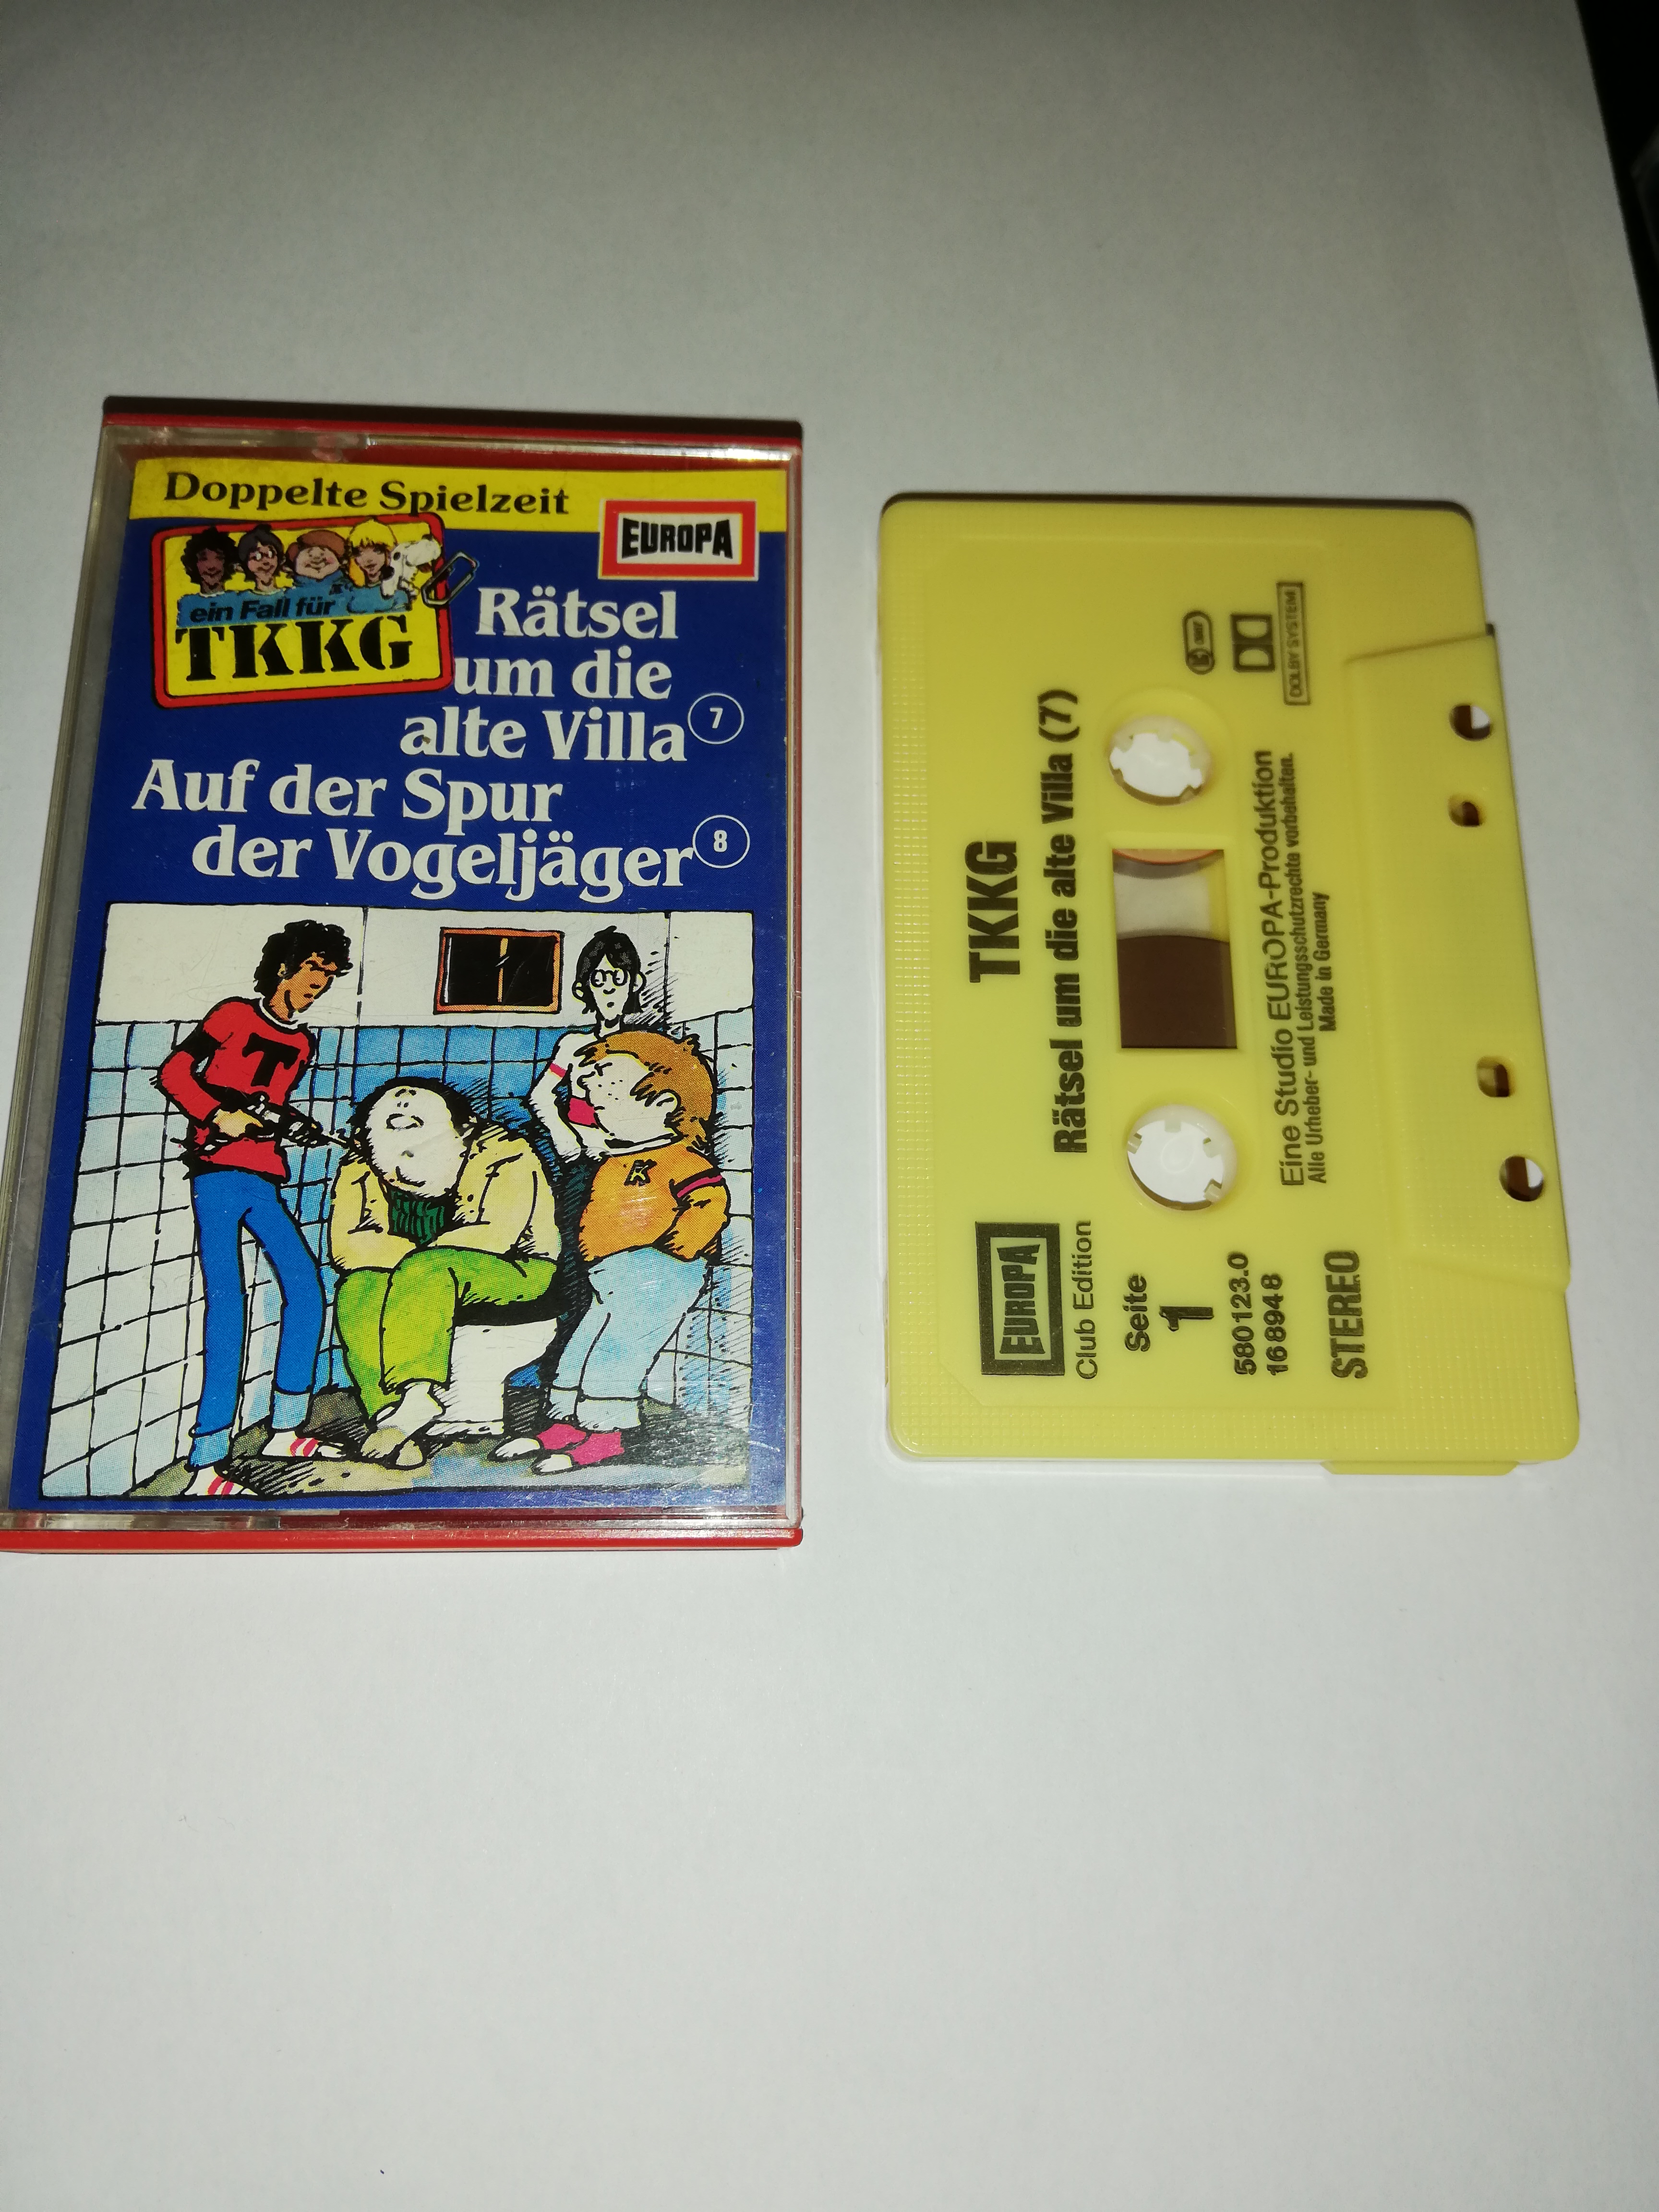 Doppelte Spielzeit
EUROPA
ein Fall für
TKKG
Rätsel
um die
alte Villa 7
Auf der Spur
der Vogeljäger 8
T
K
EUROPA
Club Edition
TKKG
Rätsel um die alte Villa (7)
Seite
1
580123.0
168948
STEREO
Eine Studio EUROPA-Produktion
Alle Urheber- und Leistungsschutzrechte vorbehalten.
Made in Germany
DOLBY SYSTEM